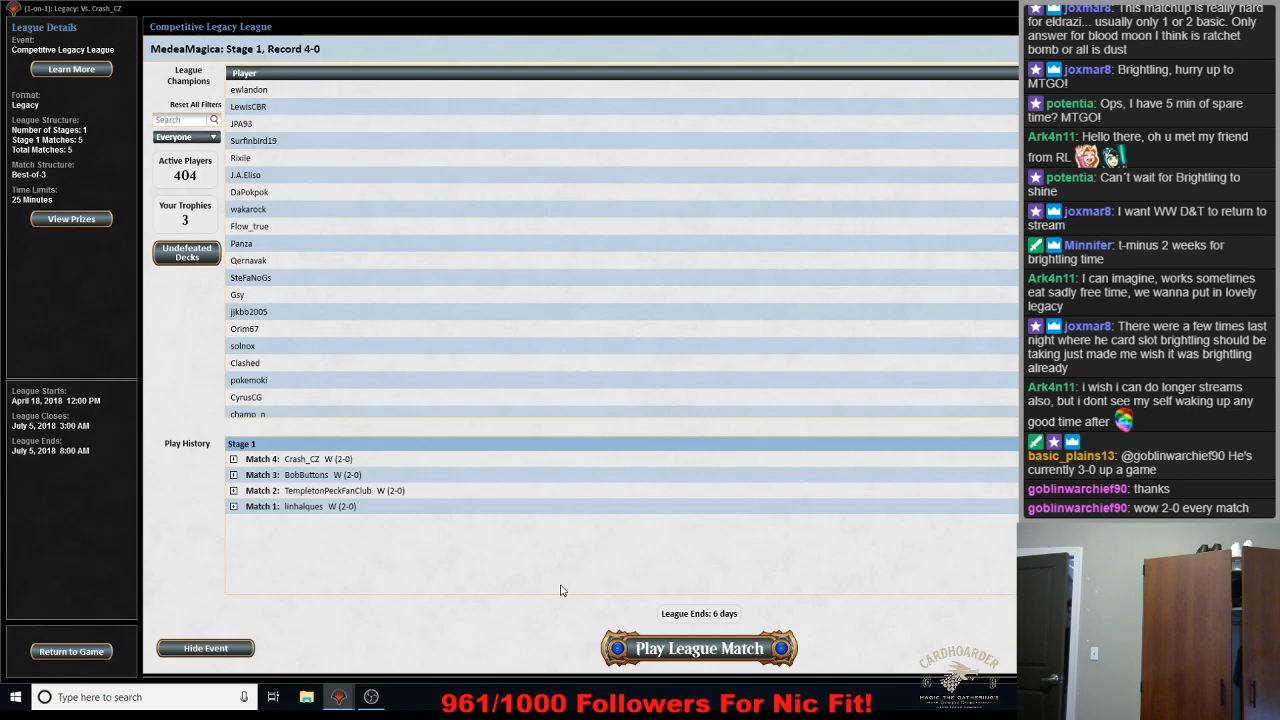 (1-on-1): Legacy: Vs. Crash_CZ
League Details
Event:
Competitive Legacy League
Learn More
Format:
Legacy
League Structure:
Number of Stages: 1
Stage 1 Matches: 5
Total Matches: 5
Match Structure:
Best-of-3
Time Limits:
25 Minutes
View Prizes
League Starts:
April 18, 2018 12:00 PM
League Closes:
July 5, 2018 3:00 AM
League Ends:
July 5, 2018 8:00 AM
Return to Game
Competitive Legacy League
MedeaMagica: Stage 1, Record 4-0
League
Champions
Reset All Filters
Search
Everyone
Active Players
404
Your Trophies
3
Undefeated
Decks
Player
ewlandon
LewisCBR
JPA93
Surfinbird19
Rixile
J.A.Eliso
DaPokpok
wakarock
Flow_true
Panza
Qernavak
SteFaNoGs
Gsy
jjkbb2005
Orim67
solnox
Clashed
pokemoki
CyrusCG
champ_n
Play History
Stage 1
Match 4: Crash_CZ W (2-0)
Match 3: BobButtons W (2-0)
Match 2: TempletonPeckFanClub W (2-0)
Match 1: linhalques W (2-0)
League Ends: 6 days
Hide Event
Play League Match
joxmar8: This matchup is really hard
for eldrazi... usually only 1 or 2 basic. Only
answer for blood moon I think is ratchet
bomb or all is dust
joxmar8: Brightling, hurry up to
MTGO!
potentia: Ops, I have 5 min of spare
time? MTGO!
Ark4n11: Hello there, oh u met my friend
from RL
potentia: Can´t wait for Brightling to
shine
joxmar8: I want WW D&T to return to
stream
Minnifer: t-minus 2 weeks for
brightling time
Ark4n11: I can imagine, works sometimes
eat sadly free time, we wanna put in lovely
legacy
joxmar8: There were a few times last
night where he card slot brightling should be
taking just made me wish it was brightling
already
Ark4n11: i wish i can do longer streams
also, but i dont see my self waking up any
good time after
basic_plains13: @goblinwarchief90 He's
currently 3-0 up a game
goblinwarchief90: thanks
goblinwarchief90: wow 2-0 every match
CARDHOARDER
MAGIC THE GATHERING'S
Type here to search
961/1000 Followers For Nic Fit!